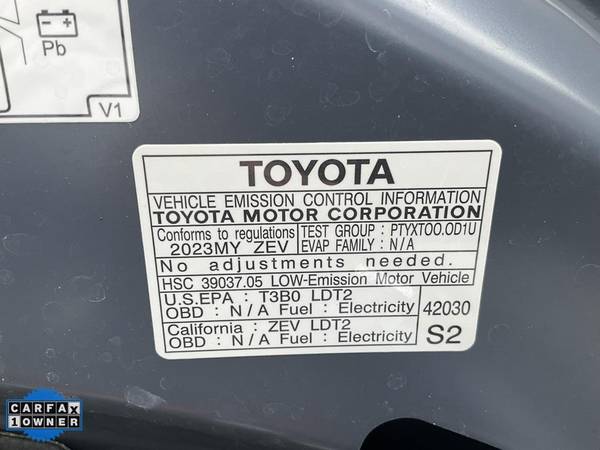 Pb
V1
TOYOTA
VEHICLE EMISSION CONTROL INFORMATION
TOYOTA MOTOR CORPORATION
Conforms to regulations
2023MY ZEV
TEST GROUP : PTYXT00.0D1U
EVAP FAMILY : N/A
No adjustments needed.
HSC 39037.05 LOW-Emission Motor Vehicle
U.S.EPA : T3B0 LDT2
OBD : N/A Fuel : Electricity
California : ZEV LDT2
OBD : N/A Fuel : Electricity
42030
S2
CARFAX
1 OWNER